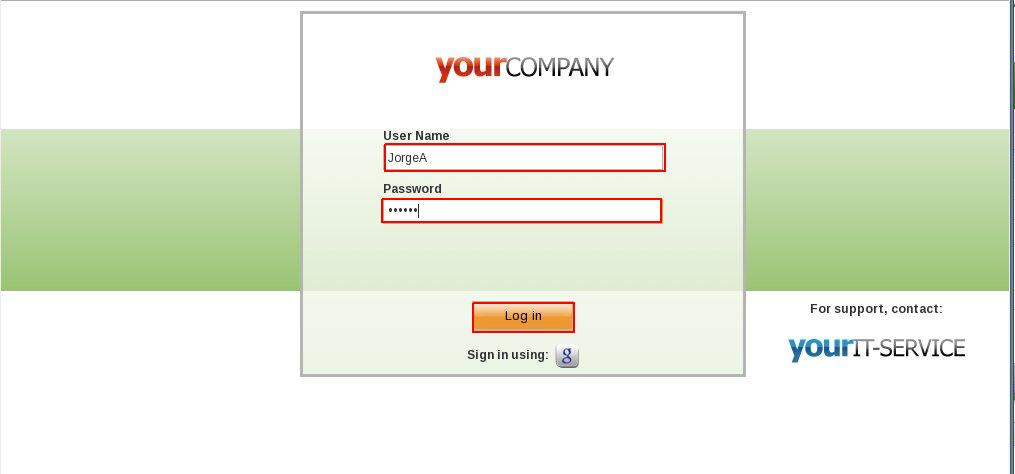 yourCOMPANY
User Name
JorgeA
Password
••••••
Log in
Sign in using: g
For support, contact:
yourIT-SERVICE